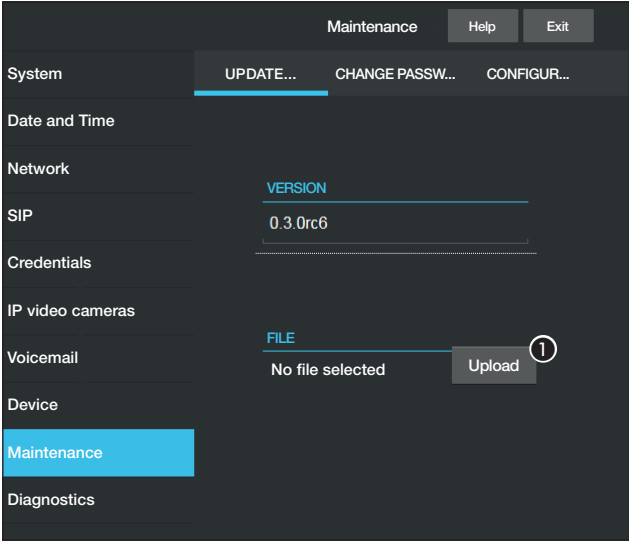 Maintenance Help Exit
System
UPDATE... CHANGE PASSW... CONFIGUR...
Date and Time
Network
VERSION
SIP
0.3.0rc6
Credentials
IP video cameras
FILE
1
Voicemail
No file selected Upload
Device
Maintenance
Diagnostics